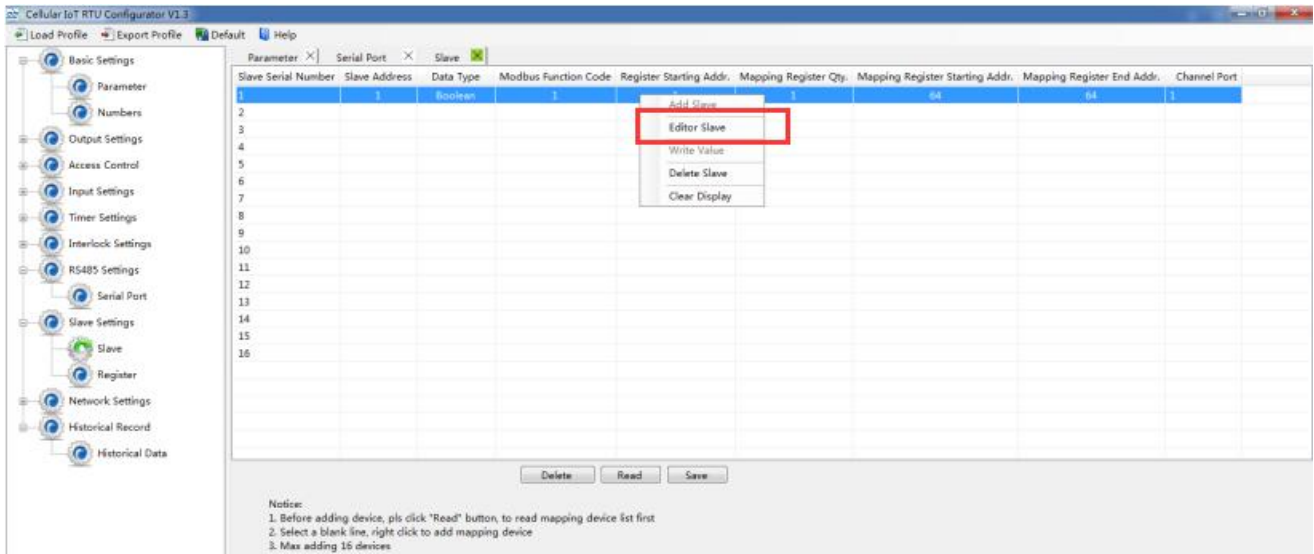 Cellular IoT RTU Configurator V1.3
Load Profile Export Profile Default Help
Basic Settings
Parameter
Numbers
Output Settings
Access Control
Input Settings
Timer Settings
Interlock Settings
RS485 Settings
Serial Port
Slave Settings
Slave
Register
Network Settings
Historical Record
Historical Data
Parameter Serial Port Slave
Slave Serial Number Slave Address Data Type Modbus Function Code Register Starting Addr. Mapping Register Qty. Mapping Register Starting Addr. Mapping Register End Addr. Channel Port
1 1 Boolean 1 1 64 64 1
2
3
4
5
6
7
8
9
10
11
12
13
14
15
16
Add Slave
Editor Slave
Write Value
Delete Slave
Clear Display
Delete Read Save
Notice:
1. Before adding device, pls click "Read" button, to read mapping device list first
2. Select a blank line, right click to add mapping device
3. Max adding 16 devices